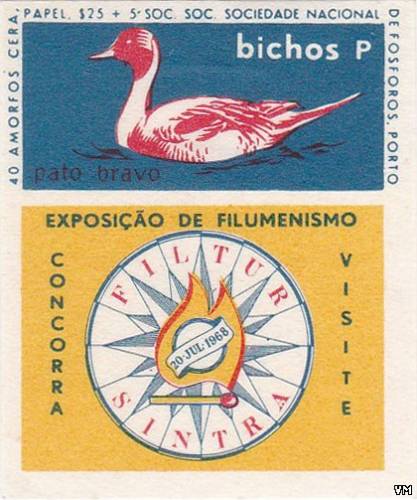 40 AMORFOS CERA.
PAPEL. $25 + 5% SOC. SOC. SOCIEDADE NACIONAL
DE FOSFOROS, PORTO
bichos P
pato bravo
EXPOSIÇÃO DE FILUMENISMO
CONCORRA
VISITE
FILTUR
20-JUL-1968
SINTRA
VM